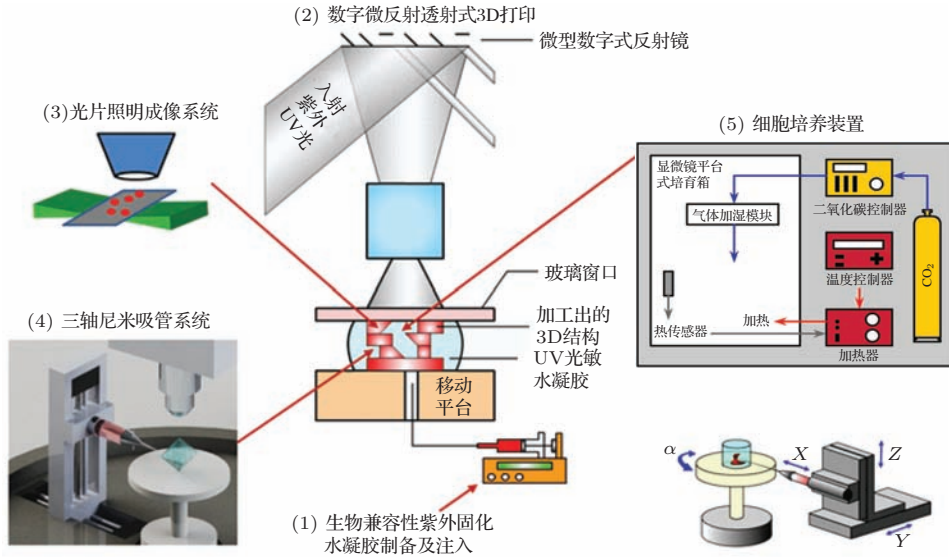 (2) 数字微反射透射式3D打印
微型数字式反射镜
入射
紫外
UV光
(3)光片照明成像系统
(5) 细胞培养装置
显微镜平台
式培育箱
气体加湿模块
二氧化碳控制器
CO₂
温度控制器
热传感器
加热
加热器
玻璃窗口
加工出的
3D结构
UV光敏
水凝胶
移动
平台
(4) 三轴尼米吸管系统
(1) 生物兼容性紫外固化
水凝胶制备及注入
α
X
Z
Y